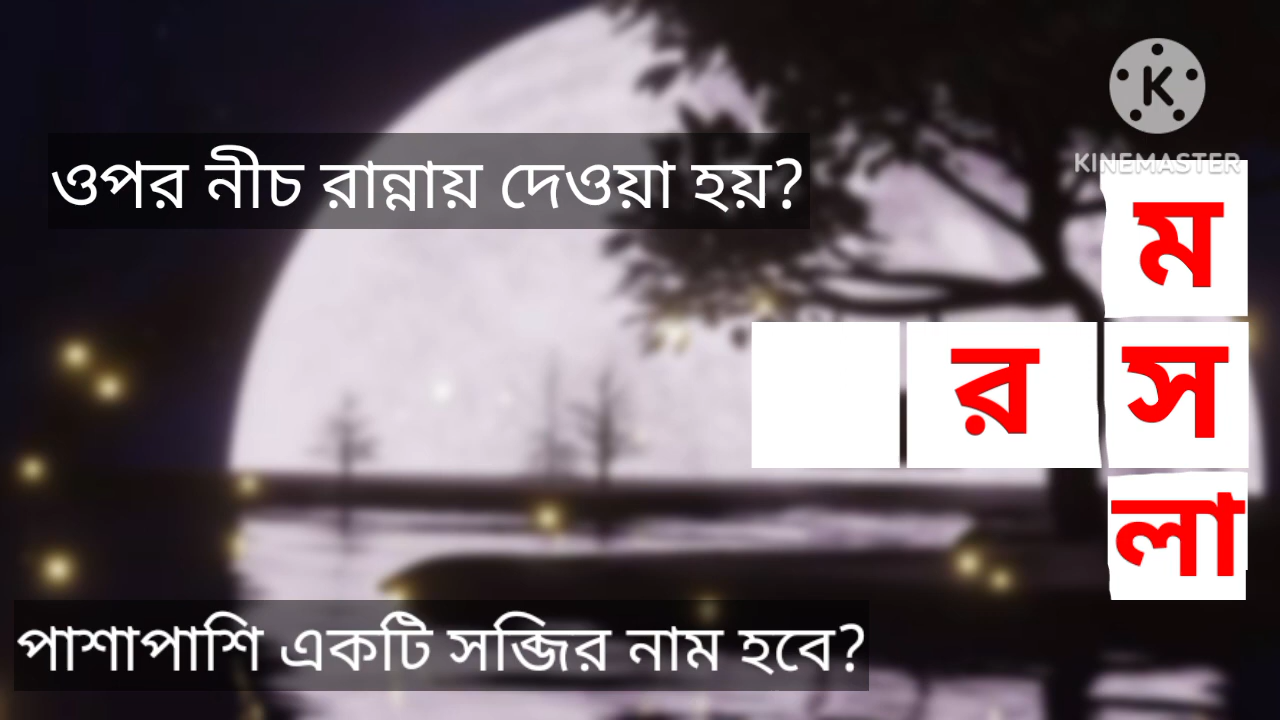 KINEMASTER
ওপর নীচ রান্নায় দেওয়া হয়?
ম
র স
লা
পাশাপাশি একটি সব্জির নাম হবে?